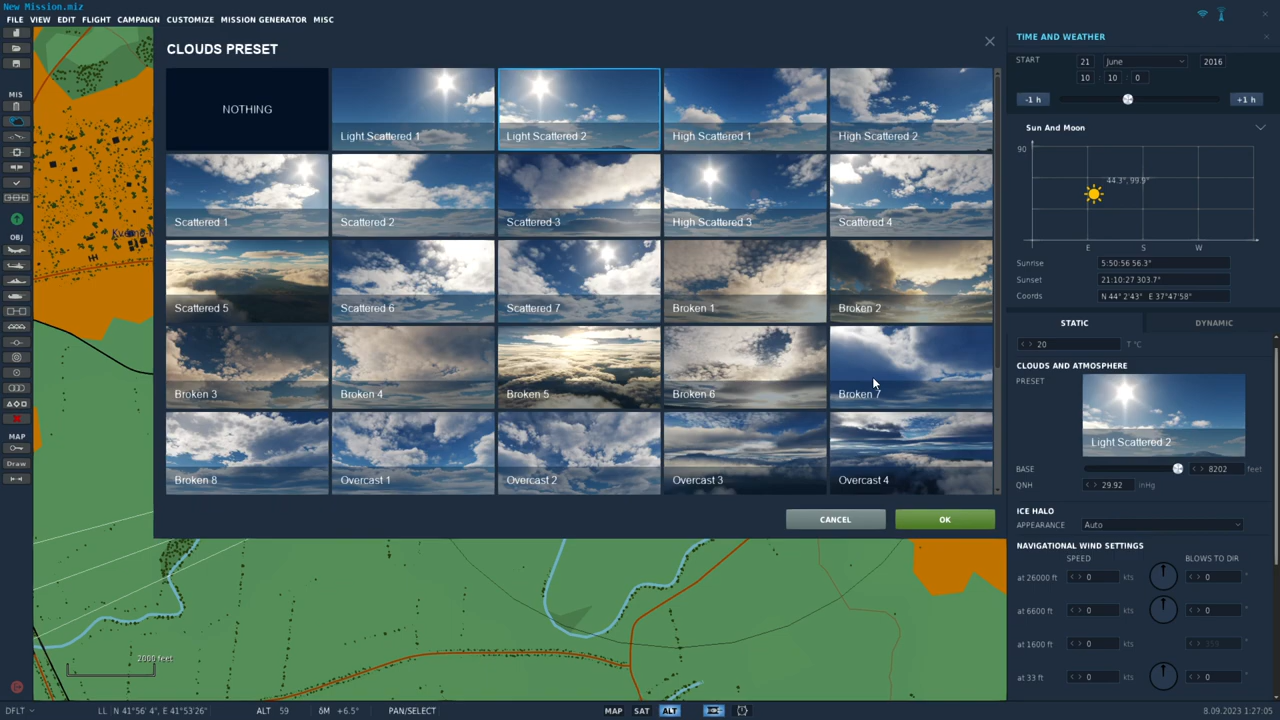 New Mission.miz
FILE VIEW EDIT FLIGHT CAMPAIGN CUSTOMIZE MISSION GENERATOR MISC
MIS
OBJ
MAP
Draw
2000 feet
CLOUDS PRESET
NOTHING
Light Scattered 1
Light Scattered 2
High Scattered 1
High Scattered 2
Scattered 1
Scattered 2
Scattered 3
High Scattered 3
Scattered 4
Scattered 5
Scattered 6
Scattered 7
Broken 1
Broken 2
Broken 3
Broken 4
Broken 5
Broken 6
Broken 7
Broken 8
Overcast 1
Overcast 2
Overcast 3
Overcast 4
CANCEL
OK
TIME AND WEATHER
START 21 June 2016
10 : 10 : 0
-1 h +1 h
Sun And Moon
90
44.3°, 99.9°
E S W
Sunrise 5:50:56 56.3°
Sunset 21:10:27 303.7°
Coords N 44° 2'43" E 37°47'58"
STATIC DYNAMIC
20 T °C
CLOUDS AND ATMOSPHERE
PRESET
Light Scattered 2
BASE 8202 feet
QNH 29.92 inHg
ICE HALO
APPEARANCE Auto
NAVIGATIONAL WIND SETTINGS
SPEED BLOWS TO DIR
at 26000 ft 0 kts 0 °
at 6600 ft 0 kts 0 °
at 1600 ft 0 kts 359 °
at 33 ft 0 kts 0 °
DFLT LL N 41°56' 4", E 41°53'26" ALT 59 δM +6.5° PAN/SELECT MAP SAT ALT 8.09.2023 1:27:05